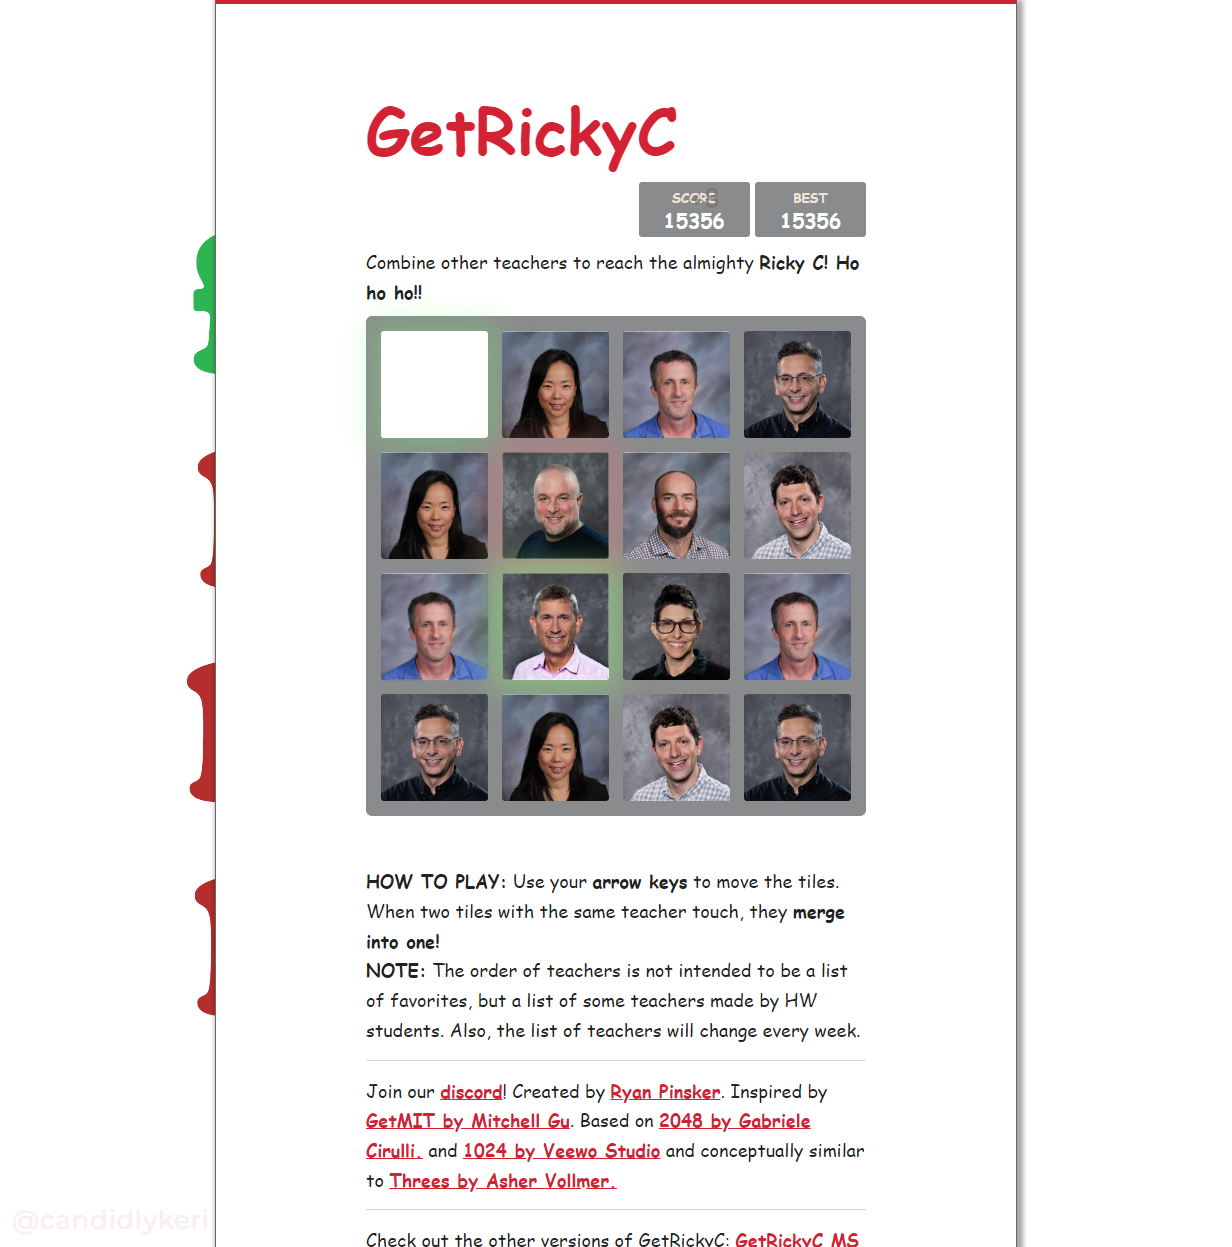 GetRickyC
SCORE
15356
BEST
15356
Combine other teachers to reach the almighty Ricky C! Ho
ho ho!!
HOW TO PLAY: Use your arrow keys to move the tiles.
When two tiles with the same teacher touch, they merge
into one!
NOTE: The order of teachers is not intended to be a list
of favorites, but a list of some teachers made by HW
students. Also, the list of teachers will change every week.
Join our discord! Created by Ryan Pinsker. Inspired by
GetMIT by Mitchell Gu. Based on 2048 by Gabriele
Cirulli. and 1024 by Veewo Studio and conceptually similar
to Threes by Asher Vollmer.
@candidlykeri
Check out the other versions of GetRickyC: GetRickyC MS